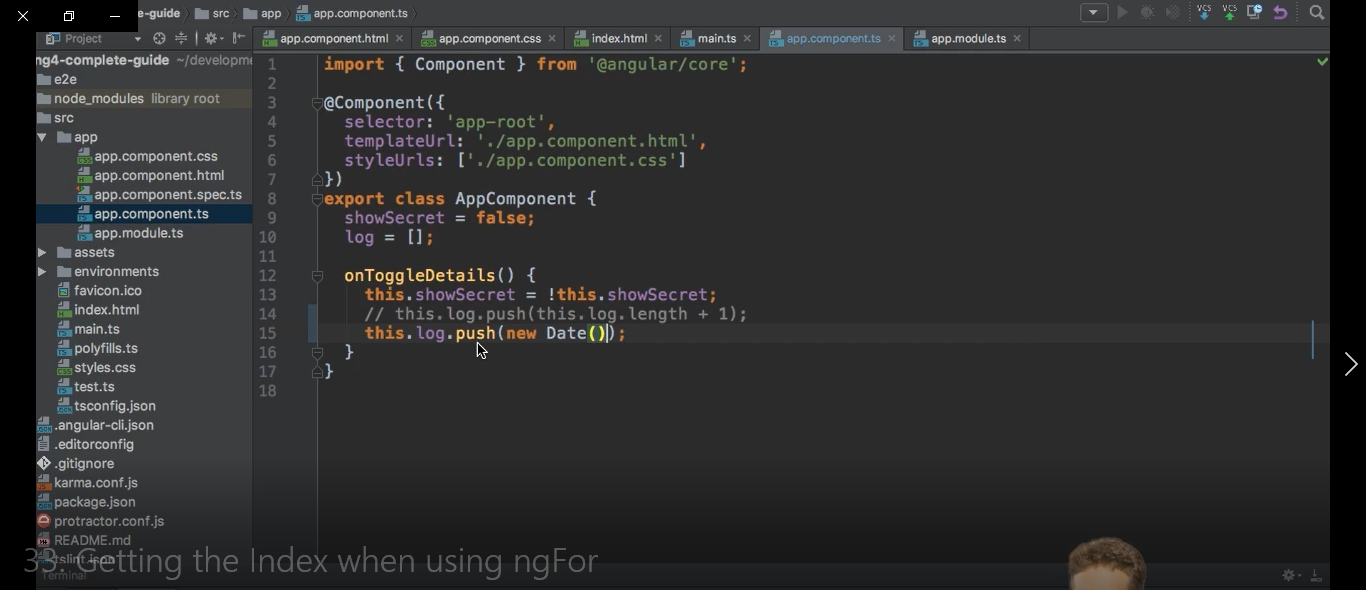 e-guide src app app.component.ts
VCS VCS
Project
app.component.html app.component.css index.html main.ts app.component.ts app.module.ts
ng4-complete-guide ~/developme
e2e
node_modules library root
src
app
app.component.css
app.component.html
app.component.spec.ts
app.component.ts
app.module.ts
assets
environments
favicon.ico
index.html
main.ts
polyfills.ts
styles.css
test.ts
tsconfig.json
.angular-cli.json
.editorconfig
.gitignore
karma.conf.js
package.json
protractor.conf.js
README.md
tslint.json
Terminal
1 import { Component } from '@angular/core';
2
3 @Component({
4 selector: 'app-root',
5 templateUrl: './app.component.html',
6 styleUrls: ['./app.component.css']
7 })
8 export class AppComponent {
9 showSecret = false;
10 log = [];
11
12 onToggleDetails() {
13 this.showSecret = !this.showSecret;
14 // this.log.push(this.log.length + 1);
15 this.log.push(new Date());
16 }
17 }
18
33. Getting the Index when using ngFor